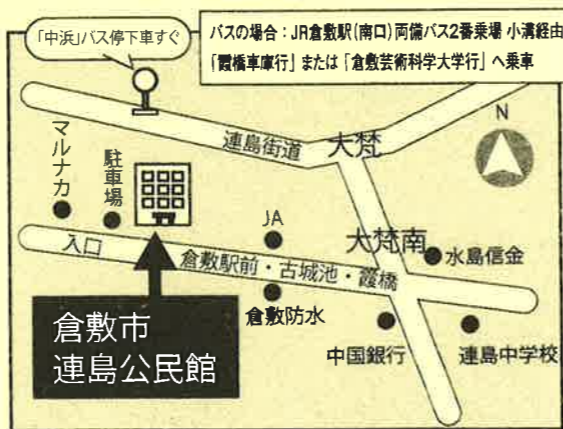 「中浜」バス停下車すぐ
バスの場合：JR倉敷駅(南口)両備バス2番乗場 小溝経由
「霞橋車庫行」または「倉敷芸術科学大学行」へ乗車
N
連島街道
大梵
マルナカ
駐車場
JA
大梵南
水島信金
入口
倉敷駅前・古城池・霞橋
倉敷防水
中国銀行
連島中学校
倉敷市
連島公民館